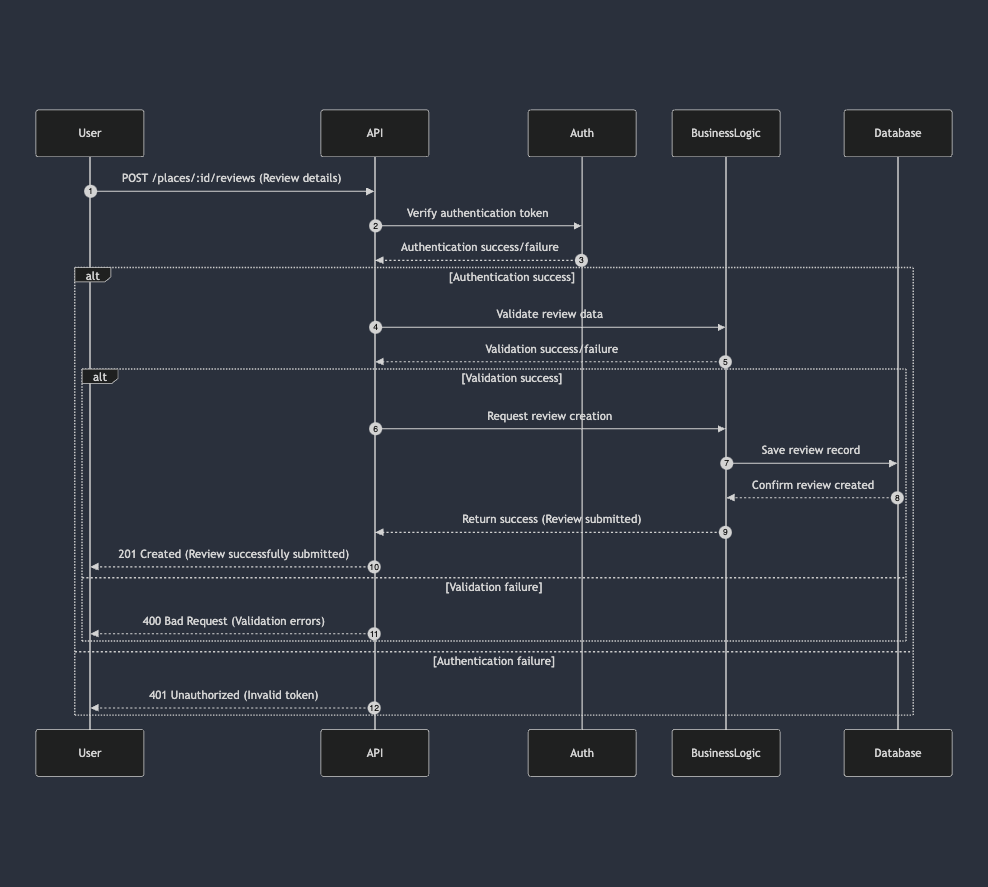 User API Auth BusinessLogic Database
POST /places/:id/reviews (Review details)
1
Verify authentication token
2
Authentication success/failure
3
alt
[Authentication success]
Validate review data
4
Validation success/failure
5
alt
[Validation success]
Request review creation
6
Save review record
7
Confirm review created
8
Return success (Review submitted)
9
201 Created (Review successfully submitted)
10
[Validation failure]
400 Bad Request (Validation errors)
11
[Authentication failure]
401 Unauthorized (Invalid token)
12
User API Auth BusinessLogic Database